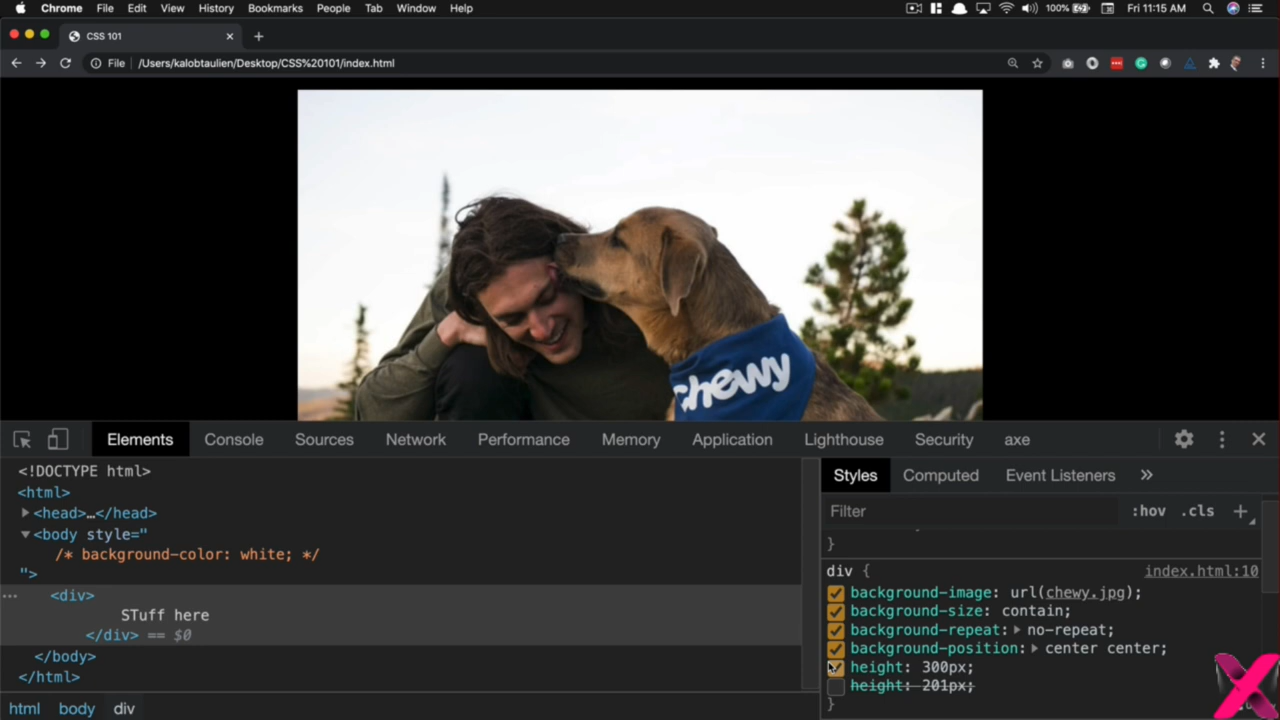 Chrome File Edit View History Bookmarks People Tab Window Help 100% Fri 11:15 AM
CSS 101
File /Users/kalobtaulien/Desktop/CSS%20101/index.html
chewy
Elements Console Sources Network Performance Memory Application Lighthouse Security axe
<!DOCTYPE html>
<html>
<head>…</head>
<body style="
/* background-color: white; */
">
<div>
STuff here
</div> == $0
</body>
</html>
html body div
Styles Computed Event Listeners »
Filter :hov .cls +
}
div { index.html:10
background-image: url(chewy.jpg);
background-size: contain;
background-repeat: no-repeat;
background-position: center center;
height: 300px;
height: 201px;
}
X